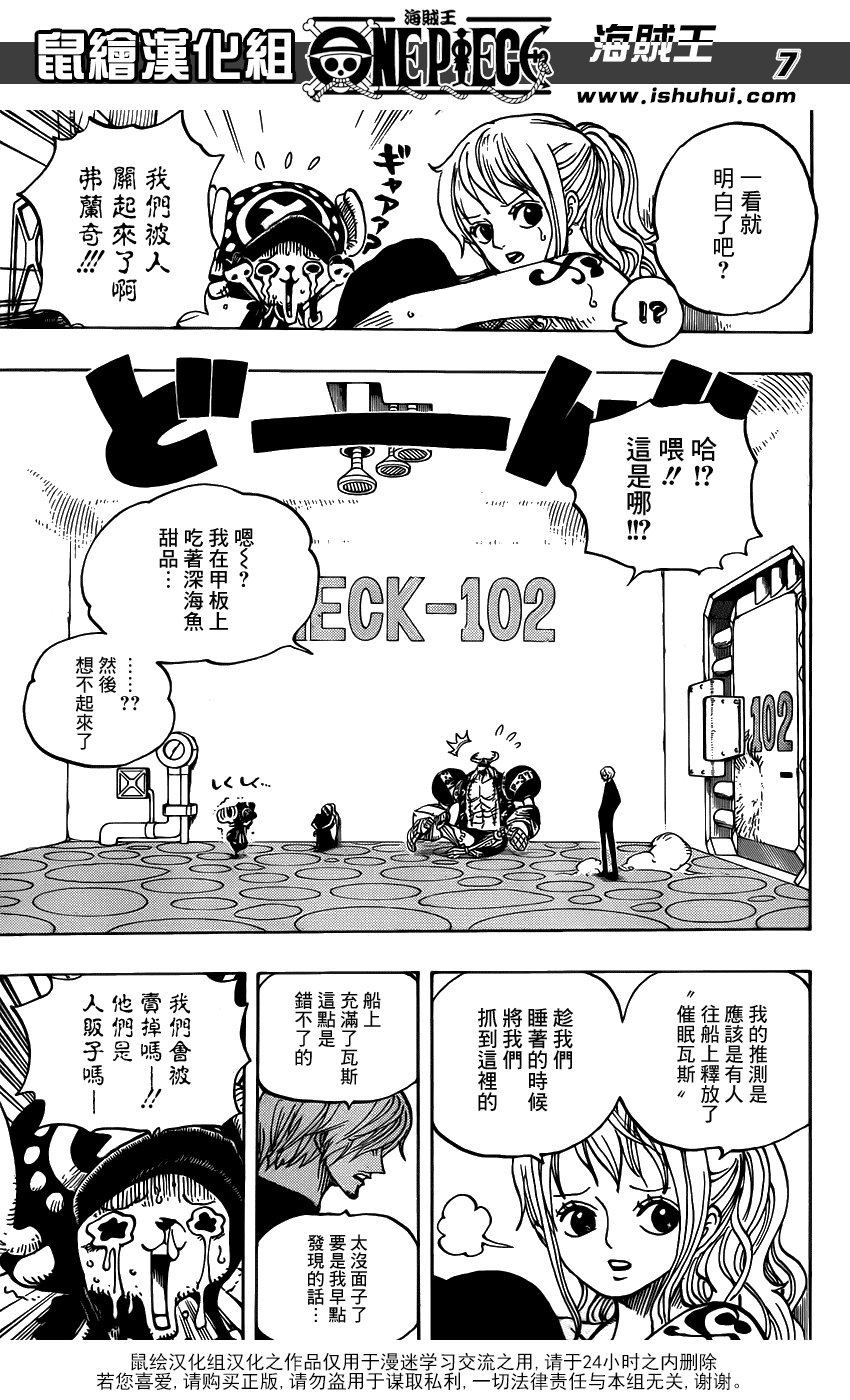 鼠繪漢化組
海賊王
ONE PIECE
海賊王
7
www.ishuhui.com
一看就
明白了吧?
!?
ギャアアア
我們被人
關起來了啊
弗蘭奇!!!
どーん
哈!?
喂!!
這是哪!!?
嗯～?
我在甲板上
吃著深海魚
甜品…
……??
然後
想不起來了
HECK-102
102
しくしく…
我的推測是
應該是有人
往船上釋放了
“催眠瓦斯”
趁我們
睡著的時候
將我們
抓到這裡的
船上
充滿了瓦斯
這點是
錯不了的
太沒面子了
要是我早點
發現的話…
我們會被
賣掉嗎—!!
他們是
人販子嗎—
鼠绘汉化组汉化之作品仅用于漫迷学习交流之用, 请于24小时之内删除
若您喜爱, 请购买正版, 请勿盗用于谋取私利, 一切法律责任与本组无关, 谢谢。